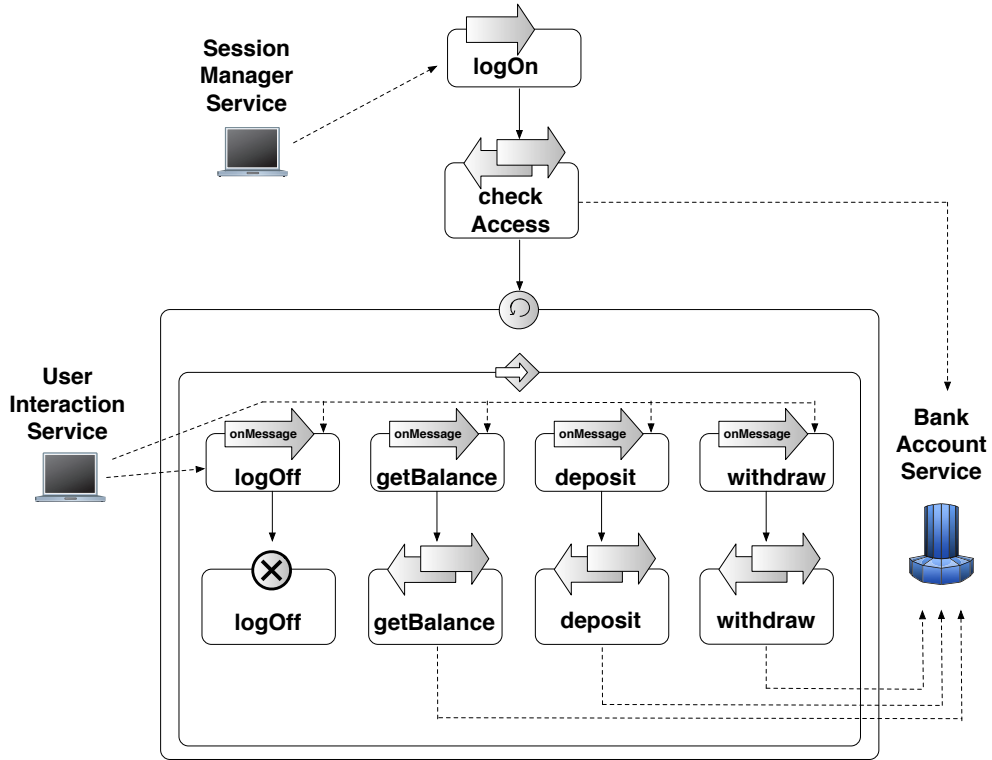 Session
Manager
Service
logOn
check
Access
User
Interaction
Service
onMessage
onMessage
onMessage
onMessage
logOff
getBalance
deposit
withdraw
Bank
Account
Service
logOff
getBalance
deposit
withdraw